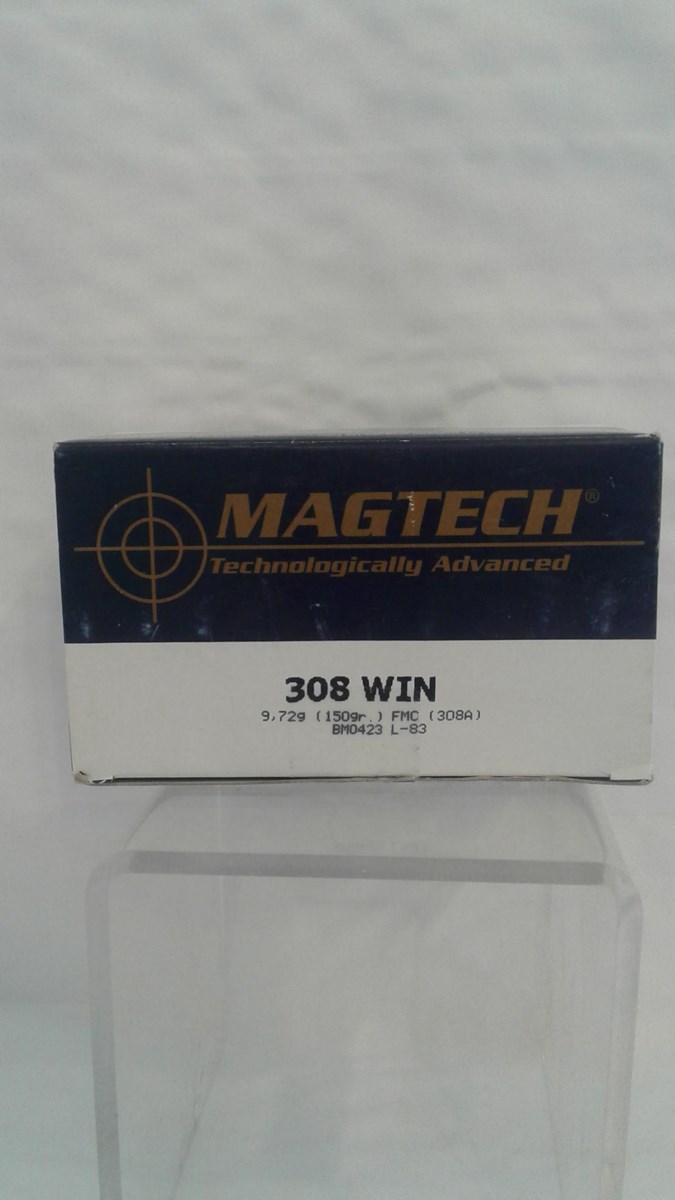 MAGTECH®
Technologically Advanced
308 WIN
9,72g (150gr.) FMC (308A)
BM0423 L-83